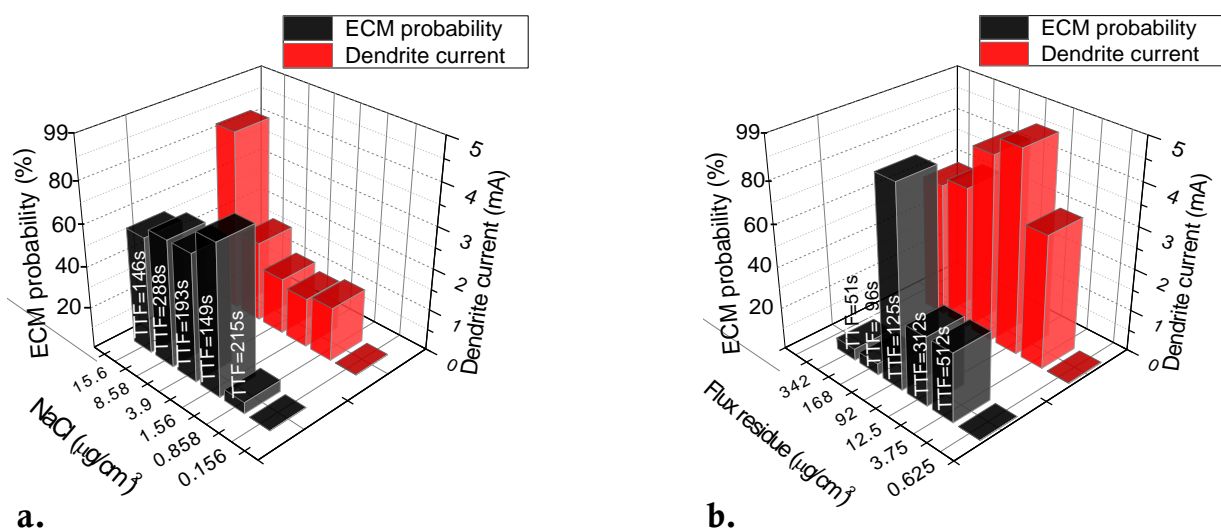 ECM probability
Dendrite current
ECM probability (%)
99
80
60
40
20
5
4
3
2
1
0
Dendrite current (mA)
TTF=146s
TTF=288s
TTF=193s
TTF=149s
TTF=215s
15.6
8.58
3.9
1.56
0.858
0.156
NaCl (μg/cm²)
a.
ECM probability
Dendrite current
ECM probability (%)
99
80
60
40
20
5
4
3
2
1
0
Dendrite current (mA)
TTF=51s
TTF=96s
TTF=125s
TTF=312s
TTF=512s
342
168
92
12.5
3.75
0.625
Flux residue (μg/cm²)
b.